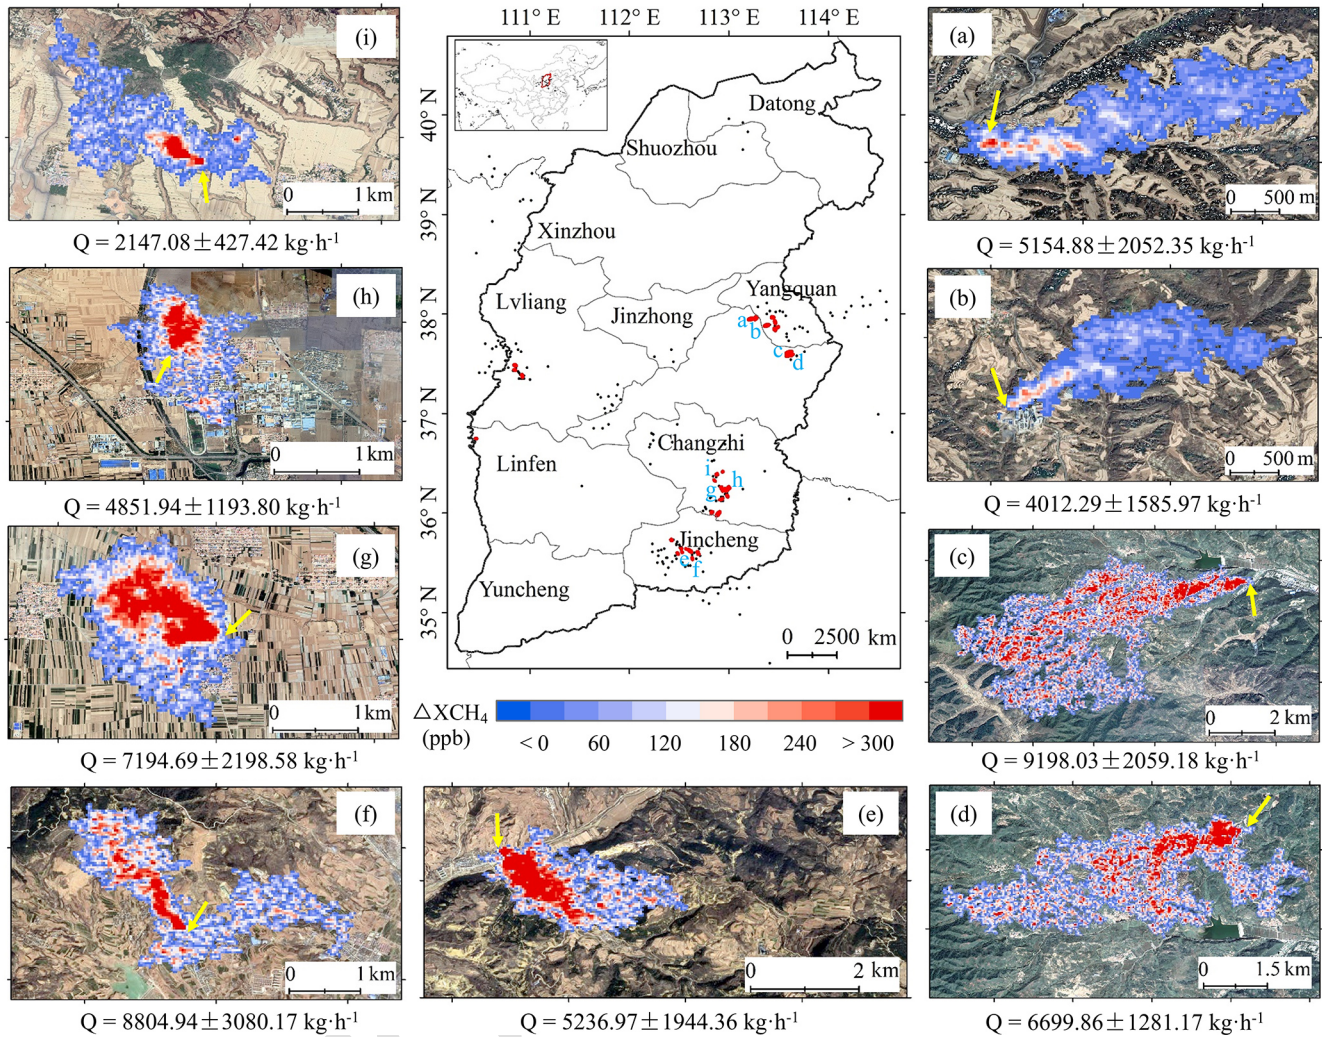 111° E 112° E 113° E 114° E
40° N
39° N
38° N
37° N
36° N
35° N
Datong
Shuozhou
Xinzhou
Yangquan
Lvliang
Jinzhong
a
b
c
d
Changzhi
Linfen
i
h
g
Jincheng
e
f
Yuncheng
0 2500 km
△XCH₄
(ppb)
< 0 60 120 180 240 > 300
(i)
0 1 km
Q = 2147.08±427.42 kg·h⁻¹
(h)
0 1 km
Q = 4851.94±1193.80 kg·h⁻¹
(g)
0 1 km
Q = 7194.69±2198.58 kg·h⁻¹
(f)
0 1 km
Q = 8804.94±3080.17 kg·h⁻¹
(e)
0 2 km
Q = 5236.97±1944.36 kg·h⁻¹
(a)
0 500 m
Q = 5154.88±2052.35 kg·h⁻¹
(b)
0 500 m
Q = 4012.29±1585.97 kg·h⁻¹
(c)
0 2 km
Q = 9198.03±2059.18 kg·h⁻¹
(d)
0 1.5 km
Q = 6699.86±1281.17 kg·h⁻¹